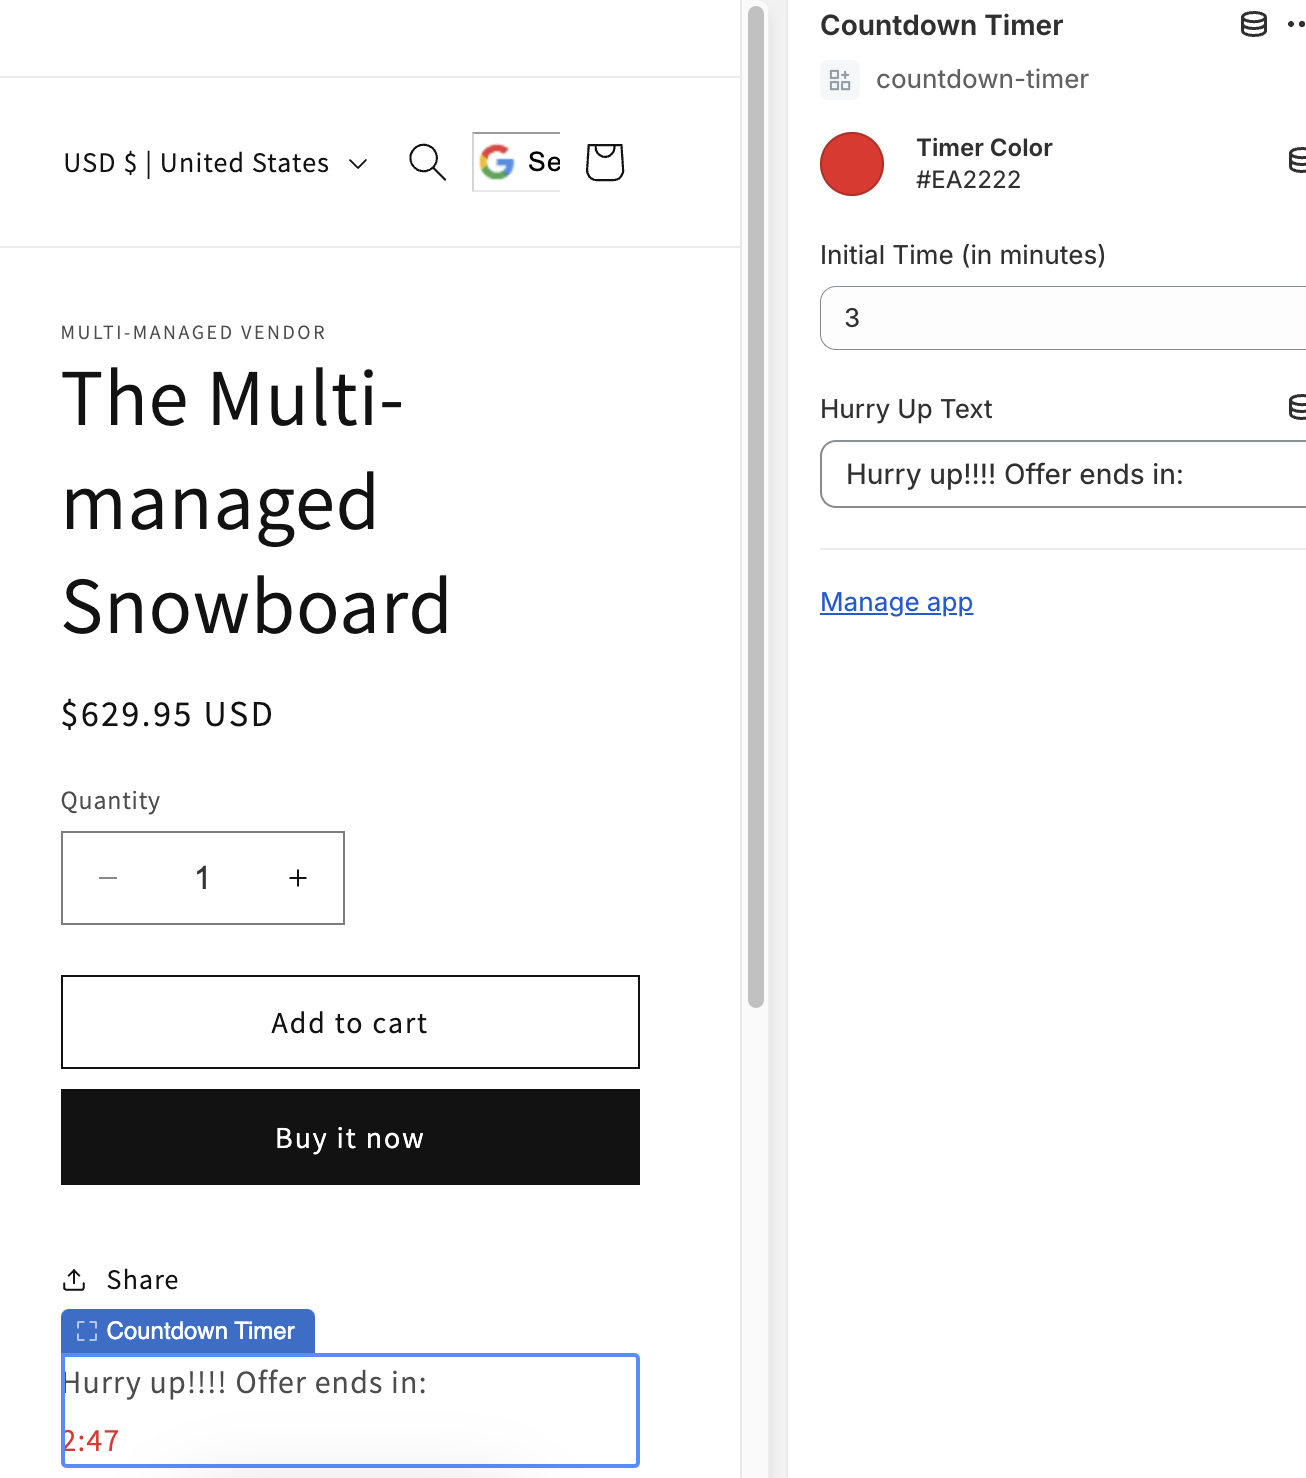 USD $ | United States
Se
MULTI-MANAGED VENDOR
The Multi-
managed
Snowboard
$629.95 USD
Quantity
1
Add to cart
Buy it now
Share
Countdown Timer
Hurry up!!!! Offer ends in:
2:47
Countdown Timer
countdown-timer
Timer Color
#EA2222
Initial Time (in minutes)
3
Hurry Up Text
Hurry up!!!! Offer ends in:
Manage app